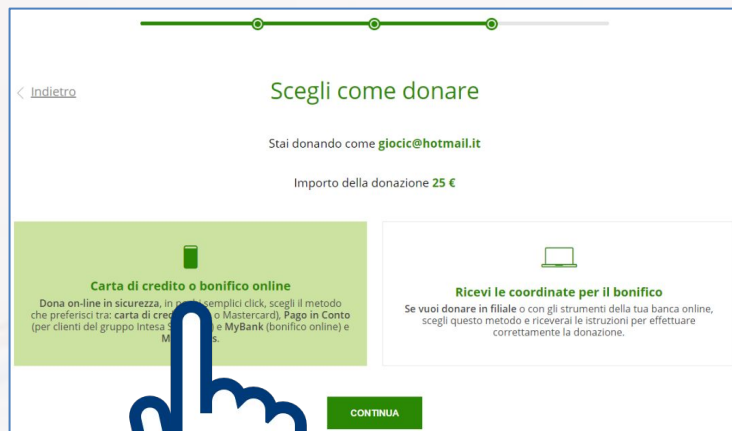 Indietro
Scegli come donare
Stai donando come giocic@hotmail.it
Importo della donazione 25 €
Carta di credito o bonifico online
Dona on-line in sicurezza, in semplici click, scegli il metodo
che preferisci tra: carta di o Mastercard), Pago in Conto
(per clienti del gruppo Intesa e MyBank (bonifico online) e
Ricevi le coordinate per il bonifico
Se vuoi donare in filiale o con gli strumenti della tua banca online,
scegli questo metodo e riceverai le istruzioni per effettuare
correttamente la donazione.
CONTINUA